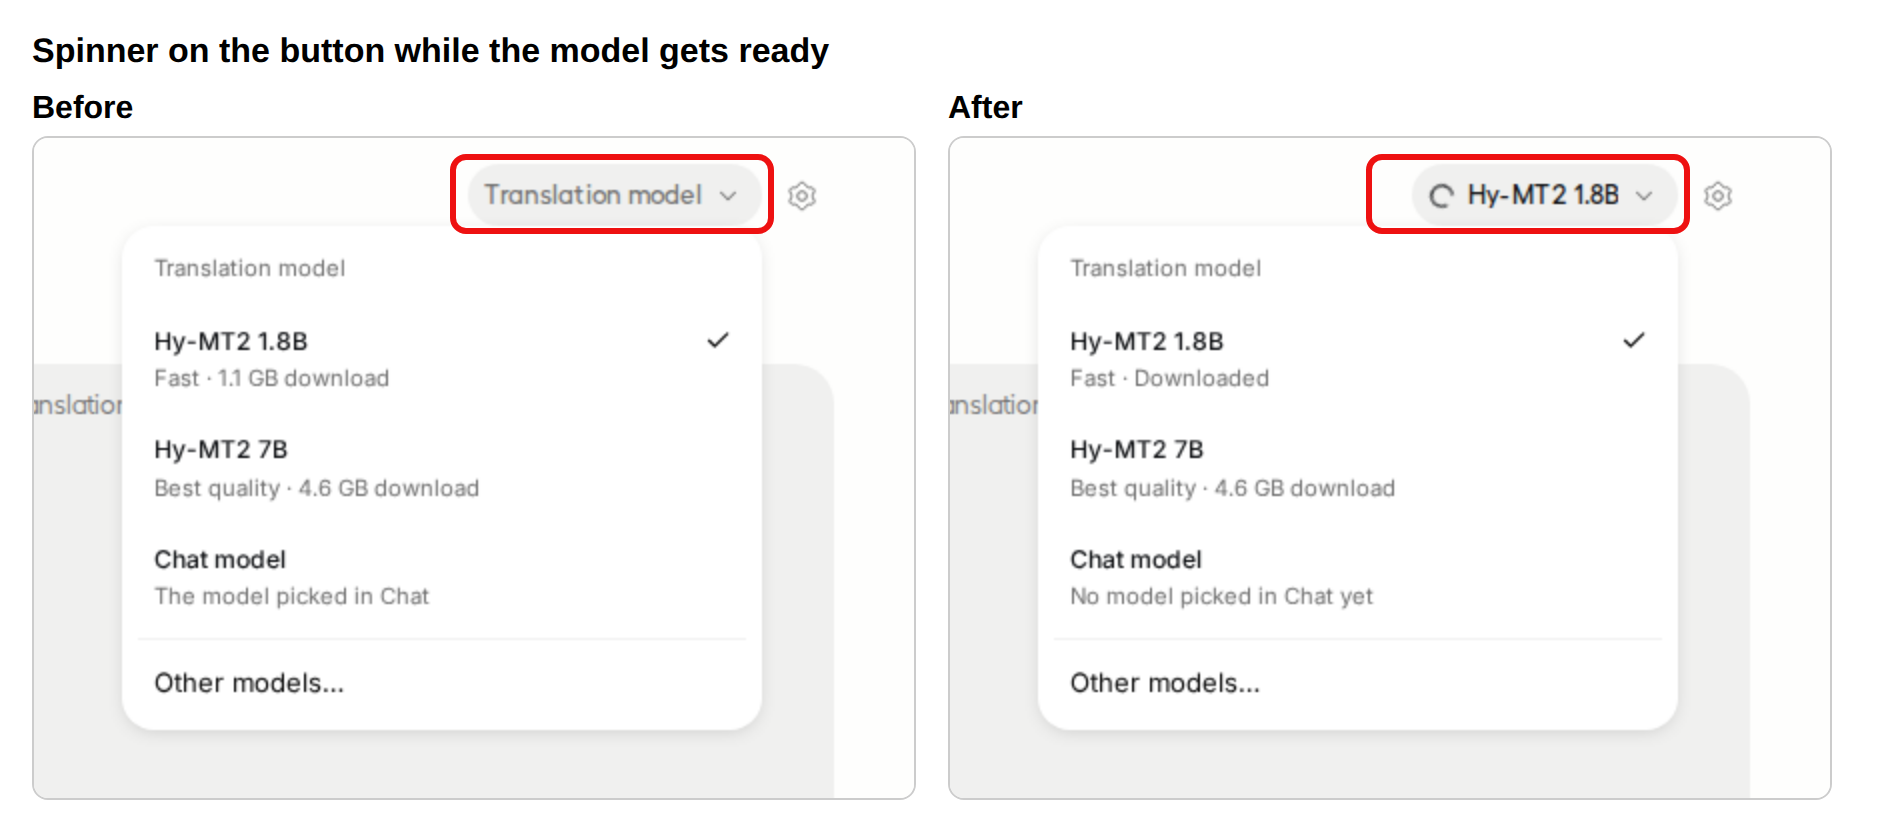 Spinner on the button while the model gets ready
Before
Translation model
Translation model
Hy-MT2 1.8B
Fast · 1.1 GB download
anslation
Hy-MT2 7B
Best quality · 4.6 GB download
Chat model
The model picked in Chat
Other models...
After
Hy-MT2 1.8B
Translation model
Hy-MT2 1.8B
Fast · Downloaded
anslation
Hy-MT2 7B
Best quality · 4.6 GB download
Chat model
No model picked in Chat yet
Other models...